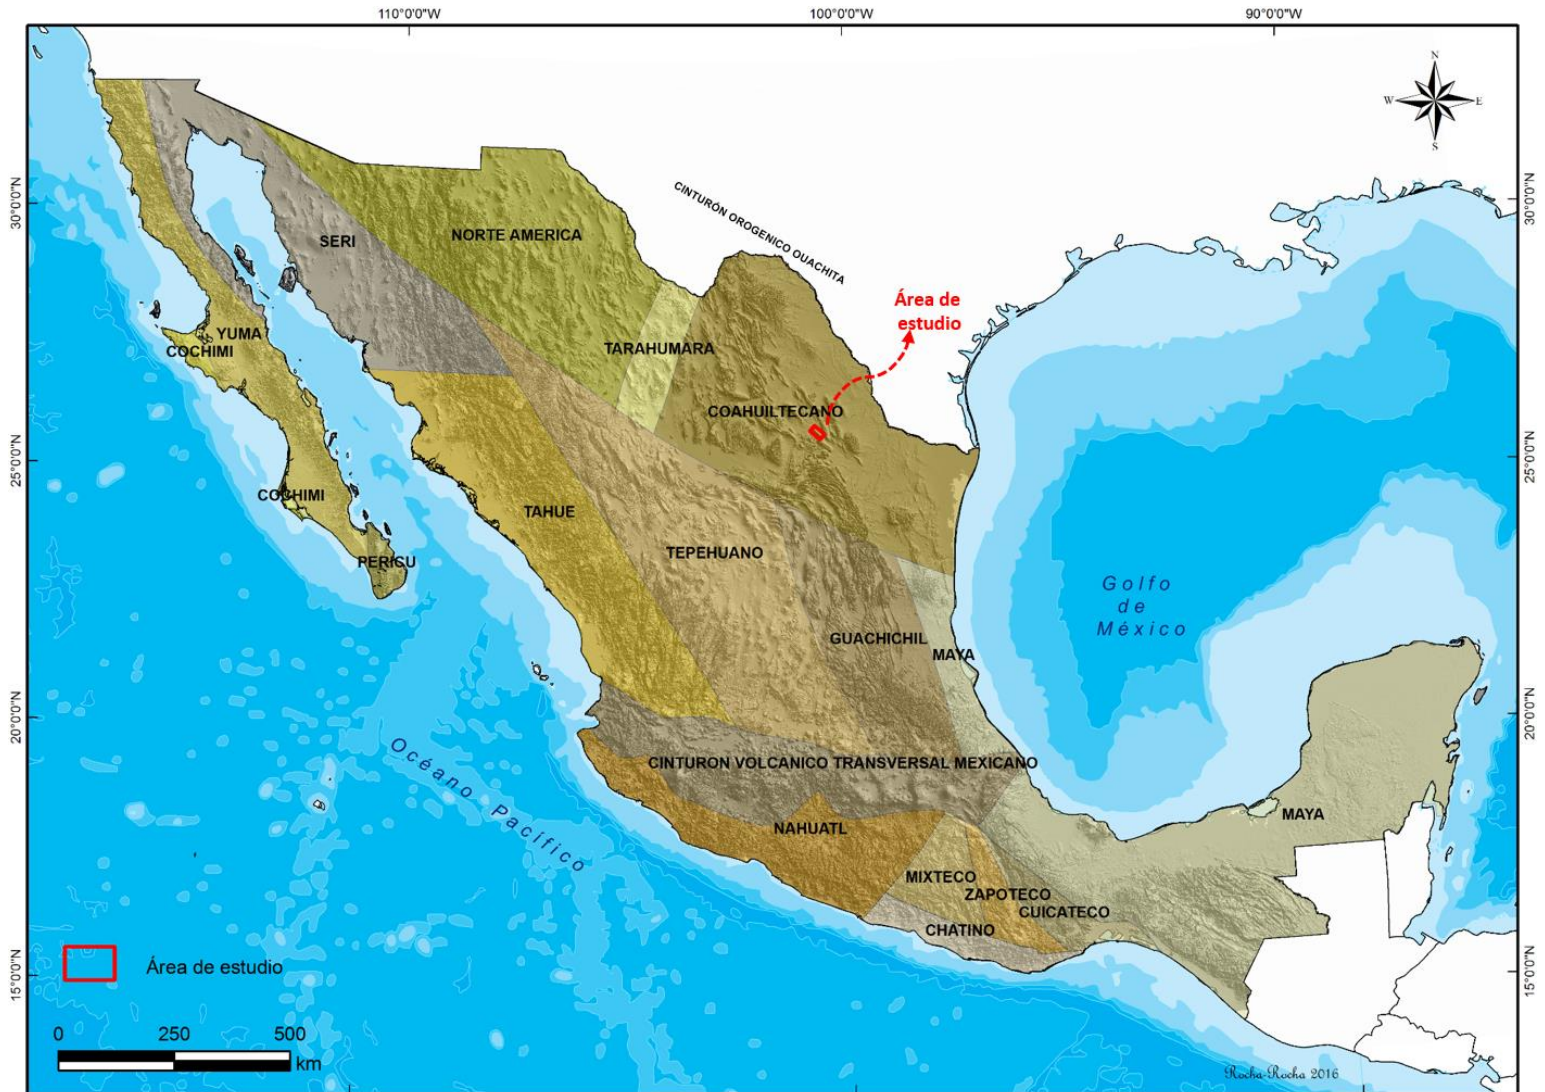 110°0'0"W
100°0'0"W
90°0'0"W
N
W
E
S
30°0'0"N
30°0'0"N
CINTURÓN OROGENICO OUACHITA
SERI
NORTE AMERICA
Área de
estudio
YUMA
COCHIMI
TARAHUMARA
COAHUILTECANO
25°0'0"N
25°0'0"N
COCHIMI
TAHUE
TEPEHUANO
PERICU
Golfo
de
México
GUACHICHIL
MAYA
20°0'0"N
20°0'0"N
Océano Pacífico
CINTURON VOLCANICO TRANSVERSAL MEXICANO
MAYA
NAHUATL
MIXTECO
ZAPOTECO
CUICATECO
CHATINO
Área de estudio
15°0'0"N
15°0'0"N
0
250
500
km
Rocha-Rocha 2016